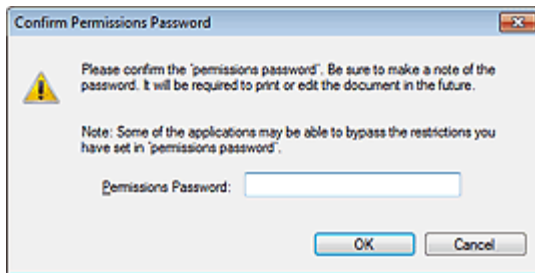 Confirm Permissions Password
Please confirm the 'permissions password'. Be sure to make a note of the
password. It will be required to print or edit the document in the future.
Note: Some of the applications may be able to bypass the restrictions you
have set in 'permissions password'.
Permissions Password:
OK Cancel